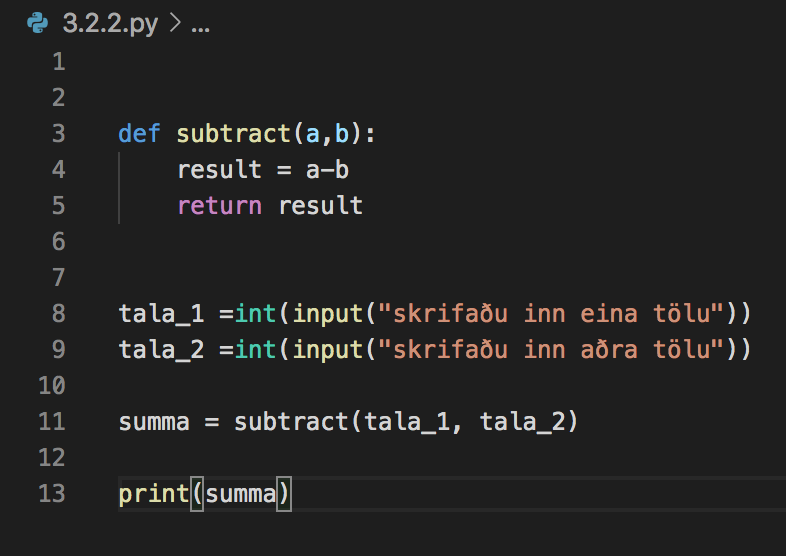 3.2.2.py > ...
1
2
3 def subtract(a,b):
4     result = a-b
5     return result
6
7
8 tala_1 =int(input("skrifaðu inn eina tölu"))
9 tala_2 =int(input("skrifaðu inn aðra tölu"))
10
11 summa = subtract(tala_1, tala_2)
12
13 print(summa)